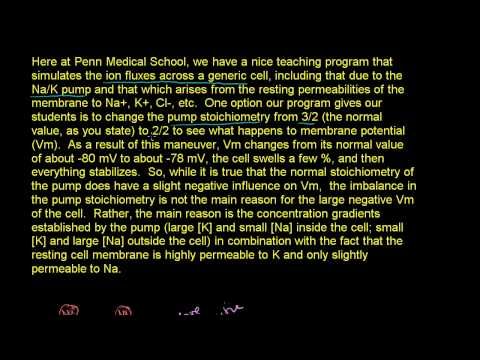 Here at Penn Medical School, we have a nice teaching program that
simulates the ion fluxes across a generic cell, including that due to the
Na/K pump and that which arises from the resting permeabilities of the
membrane to Na+, K+, Cl-, etc.  One option our program gives our
students is to change the pump stoichiometry from 3/2 (the normal
value, as you state) to 2/2 to see what happens to membrane potential
(Vm).  As a result of this maneuver, Vm changes from its normal value
of about -80 mV to about -78 mV, the cell swells a few %, and then
everything stabilizes.  So, while it is true that the normal stoichiometry
of the pump does have a slight negative influence on Vm,  the imbalance in
the pump stoichiometry is not the main reason for the large negative Vm
of the cell.  Rather, the main reason is the concentration gradients
established by the pump (large [K] and small [Na] inside the cell; small
[K] and large [Na] outside the cell) in combination with the fact that the
resting cell membrane is highly permeable to K and only slightly
permeable to Na.